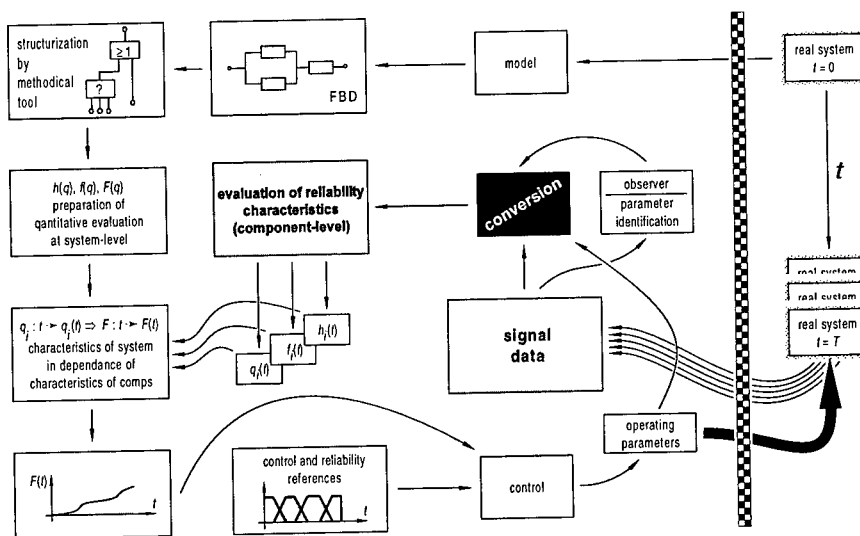 structurization
by
methodical
tool
≥1
?
FBD
model
real system
t = 0
t
h(q), f(q), F(q)
preparation of
qantitative evaluation
at system-level
evaluation of reliability
characteristics
(component-level)
conversion
observer
parameter
identification
q_i : t ➤ q_i(t) ⇒ F : t ➤ F(t)
characteristics of system
in dependance of
characteristics of comps
h_i(t)
f_i(t)
q_i(t)
signal
data
real system
real system
real system
t = T
operating
parameters
F(t)
t
control and reliability
references
t
control